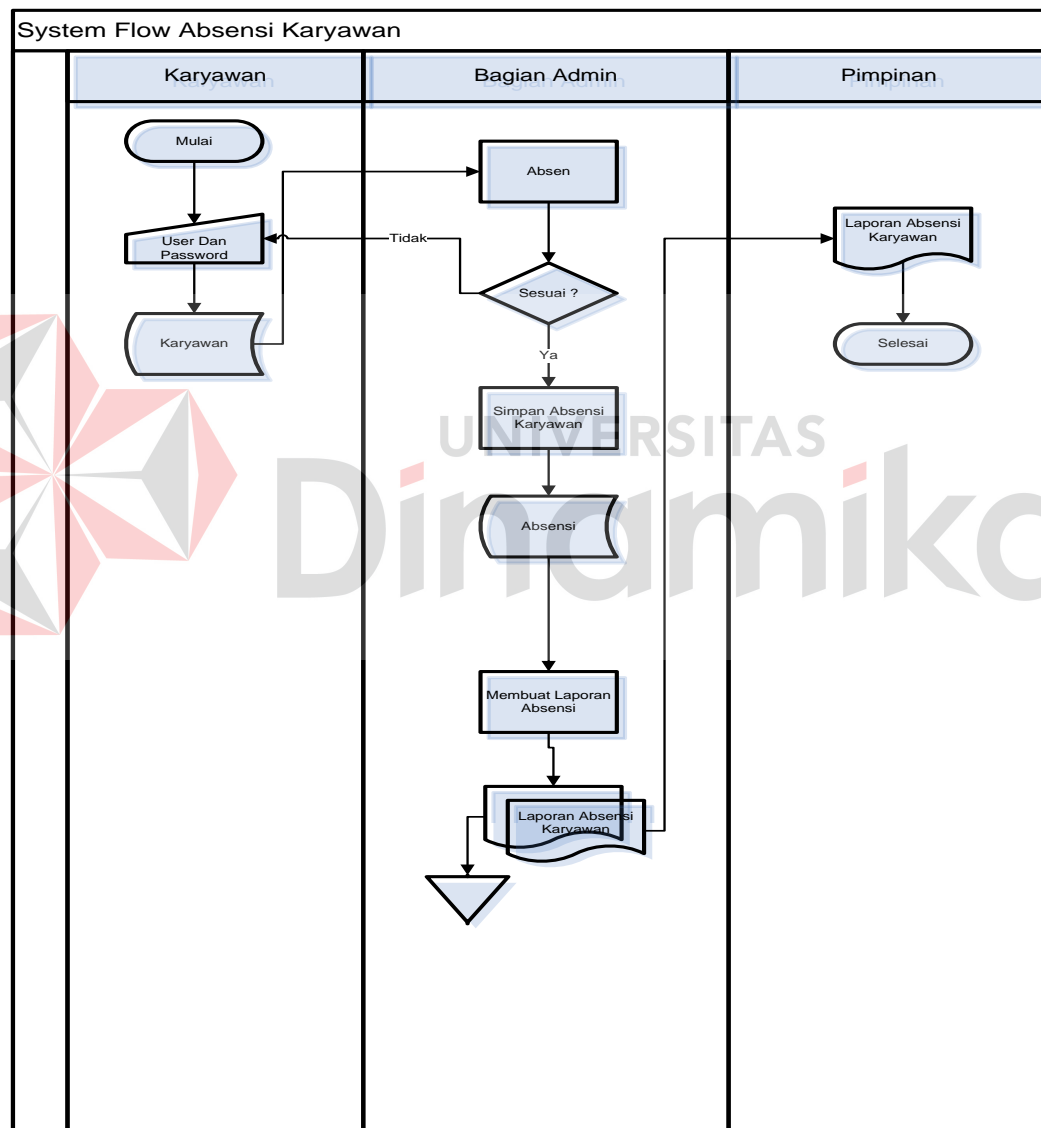 System Flow Absensi Karyawan
Karyawan
Bagian Admin
Pimpinan
Mulai
User Dan
Password
Karyawan
Absen
Sesuai ?
Tidak
Ya
Simpan Absensi
Karyawan
Absensi
Membuat Laporan
Absensi
Laporan Absensi
Karyawan
Laporan Absensi
Karyawan
Selesai
UNIVERSITAS
Dinamika